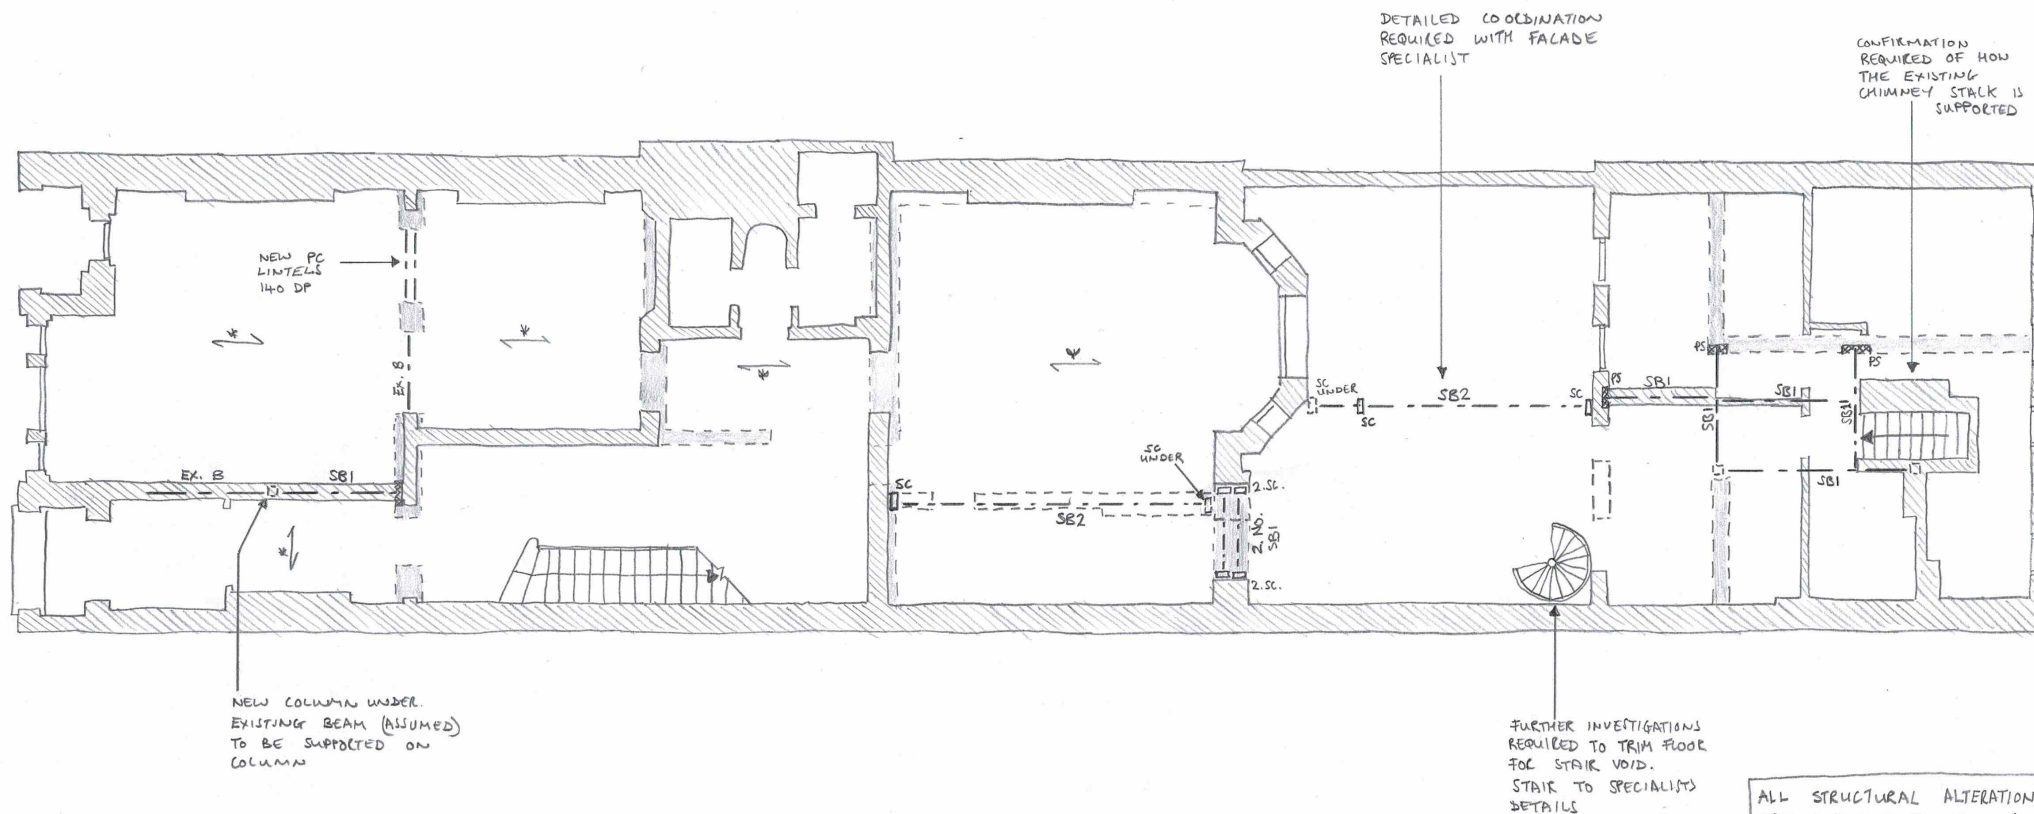 DETAILED COORDINATION
REQUIRED WITH FACADE
SPECIALIST
CONFIRMATION
REQUIRED OF HOW
THE EXISTING
CHIMNEY STACK IS
SUPPORTED
NEW PC
LINTELS
140 DP
EX. B
EX. B
SB1
SC
SB2
SC
UNDER
2.SC.
2. NO.
SB1
2.SC.
SC
UNDER
SC
SB2
SC
PS
SB1
SB1
PS
PS
SB1
SB1
SB1
NEW COLUMN UNDER.
EXISTING BEAM (ASSUMED)
TO BE SUPPORTED ON
COLUMN
FURTHER INVESTIGATIONS
REQUIRED TO TRIM FLOOR
FOR STAIR VOID.
STAIR TO SPECIALISTS
DETAILS
ALL STRUCTURAL ALTERATION